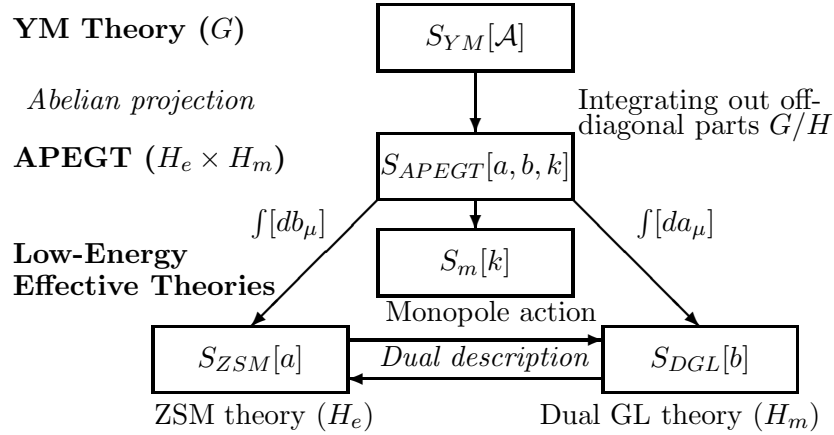 YM Theory (G)
S_{YM}[𝒜]
Abelian projection
Integrating out off-
diagonal parts G/H
APEGT (H_e × H_m)
S_{APEGT}[a, b, k]
∫[db_μ]
∫[da_μ]
Low-Energy
Effective Theories
S_m[k]
Monopole action
S_{ZSM}[a]
Dual description
S_{DGL}[b]
ZSM theory (H_e)
Dual GL theory (H_m)